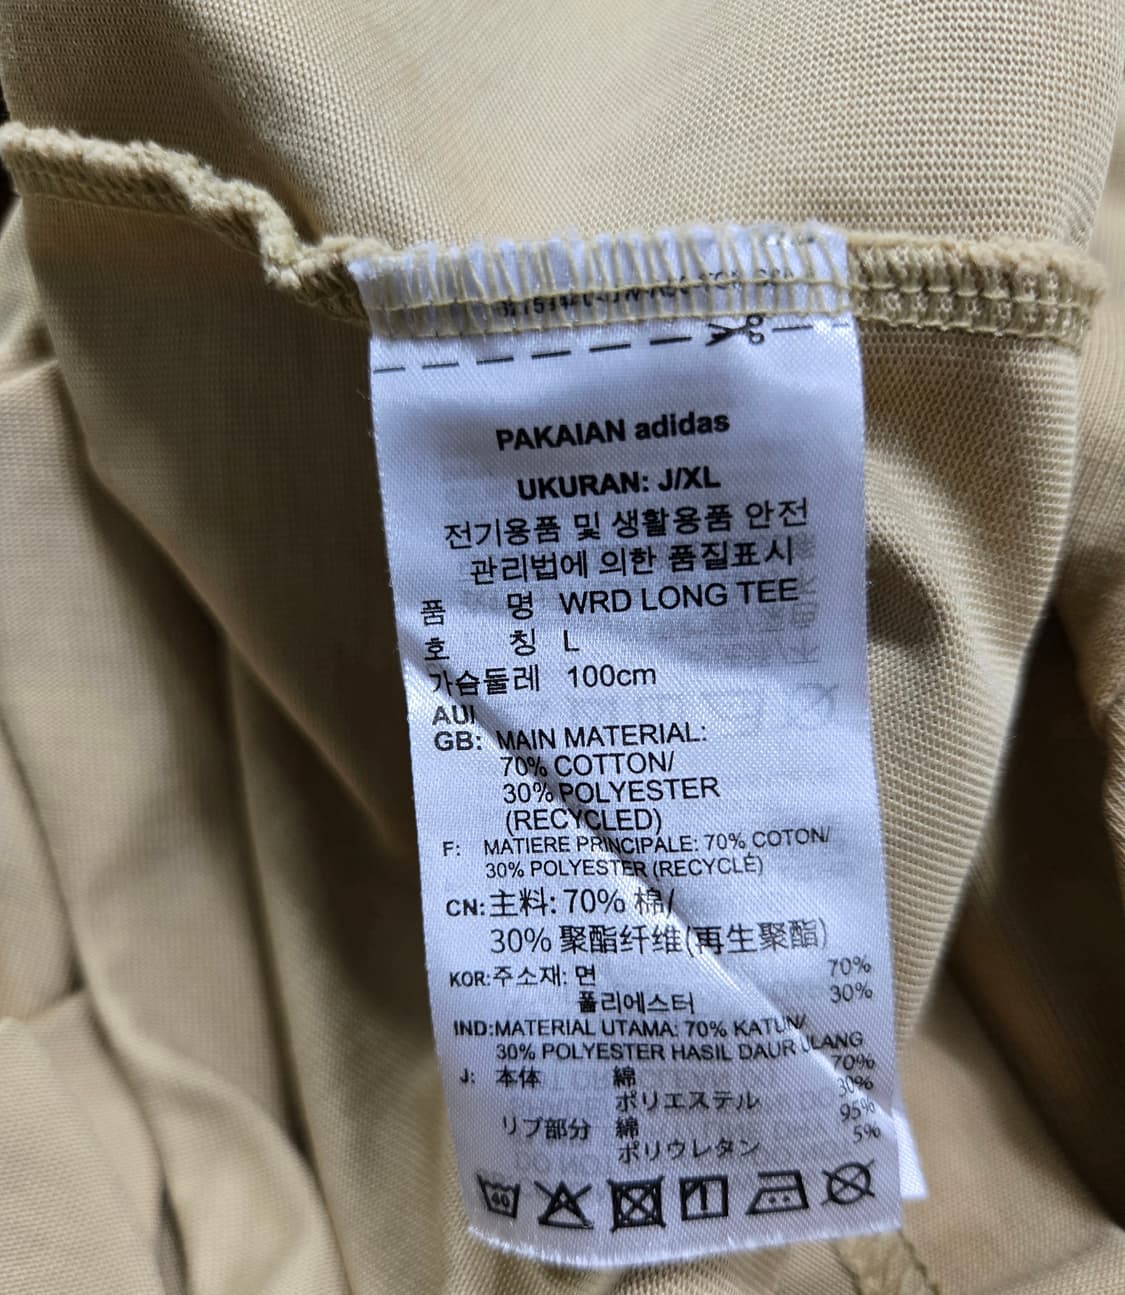 PAKAIAN adidas
UKURAN: J/XL
전기용품 및 생활용품 안전
관리법에 의한 품질표시
품 명 WRD LONG TEE
호 칭 L
가슴둘레 100cm
AUI
GB: MAIN MATERIAL:
70% COTTON/
30% POLYESTER
(RECYCLED)
F: MATIERE PRINCIPALE: 70% COTON/
30% POLYESTER (RECYCLÉ)
CN: 主料: 70% 棉/
30% 聚酯纤维(再生聚酯)
KOR: 주소재: 면 70%
폴리에스터 30%
IND: MATERIAL UTAMA: 70% KATUN/
30% POLYESTER HASIL DAUR ULANG
J: 本体 綿 70%
ポリエステル 30%
リブ部分 綿 95%
ポリウレタン 5%
40